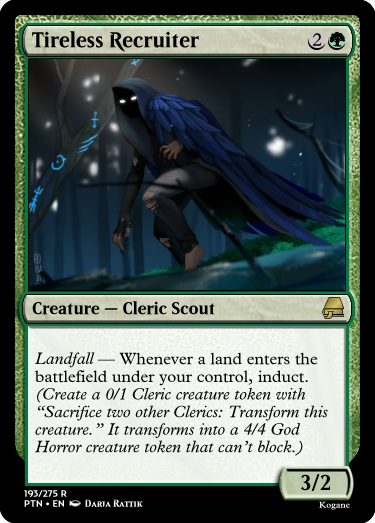 Tireless Recruiter 2
Creature — Cleric Scout
Landfall — Whenever a land enters the
battlefield under your control, induct.
(Create a 0/1 Cleric creature token with
“Sacrifice two other Clerics: Transform this
creature.” It transforms into a 4/4 God
Horror creature token that can’t block.)
3/2
193/275 R
PTN • EN Daria Rattik
Kogane